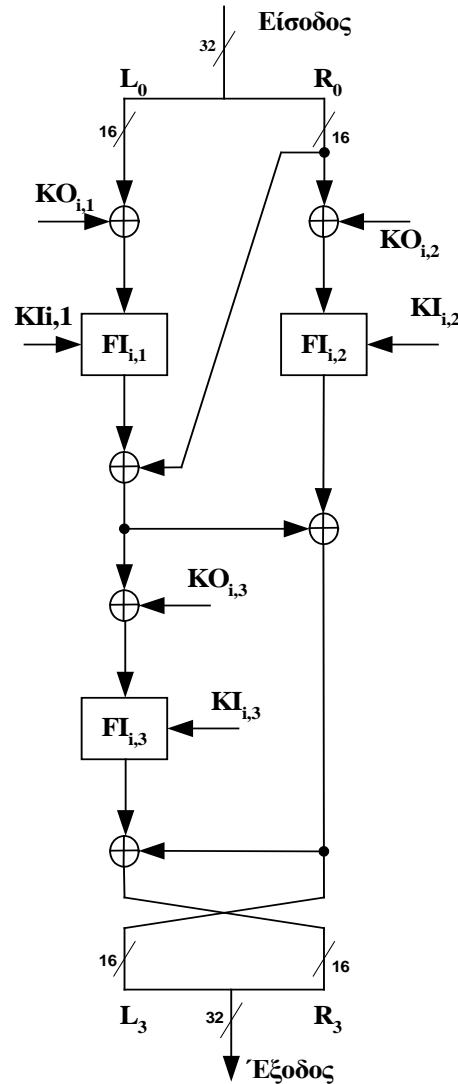 Είσοδος
32
L0 R0
16 16
KOi,1
KOi,2
KIi,1 KIi,2
FIi,1 FIi,2
KOi,3
KIi,3
FIi,3
16 16
L3 32 R3
Έξοδος